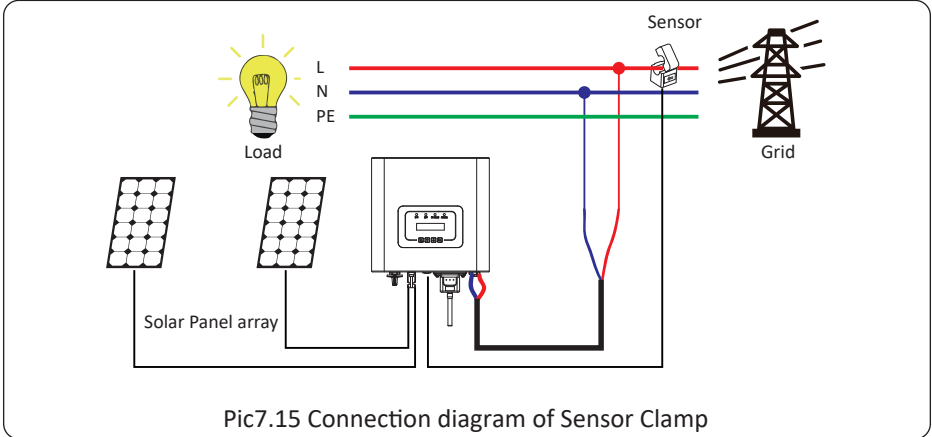 Sensor
L
N
PE
Load
Grid
Solar Panel array
Pic7.15 Connection diagram of Sensor Clamp